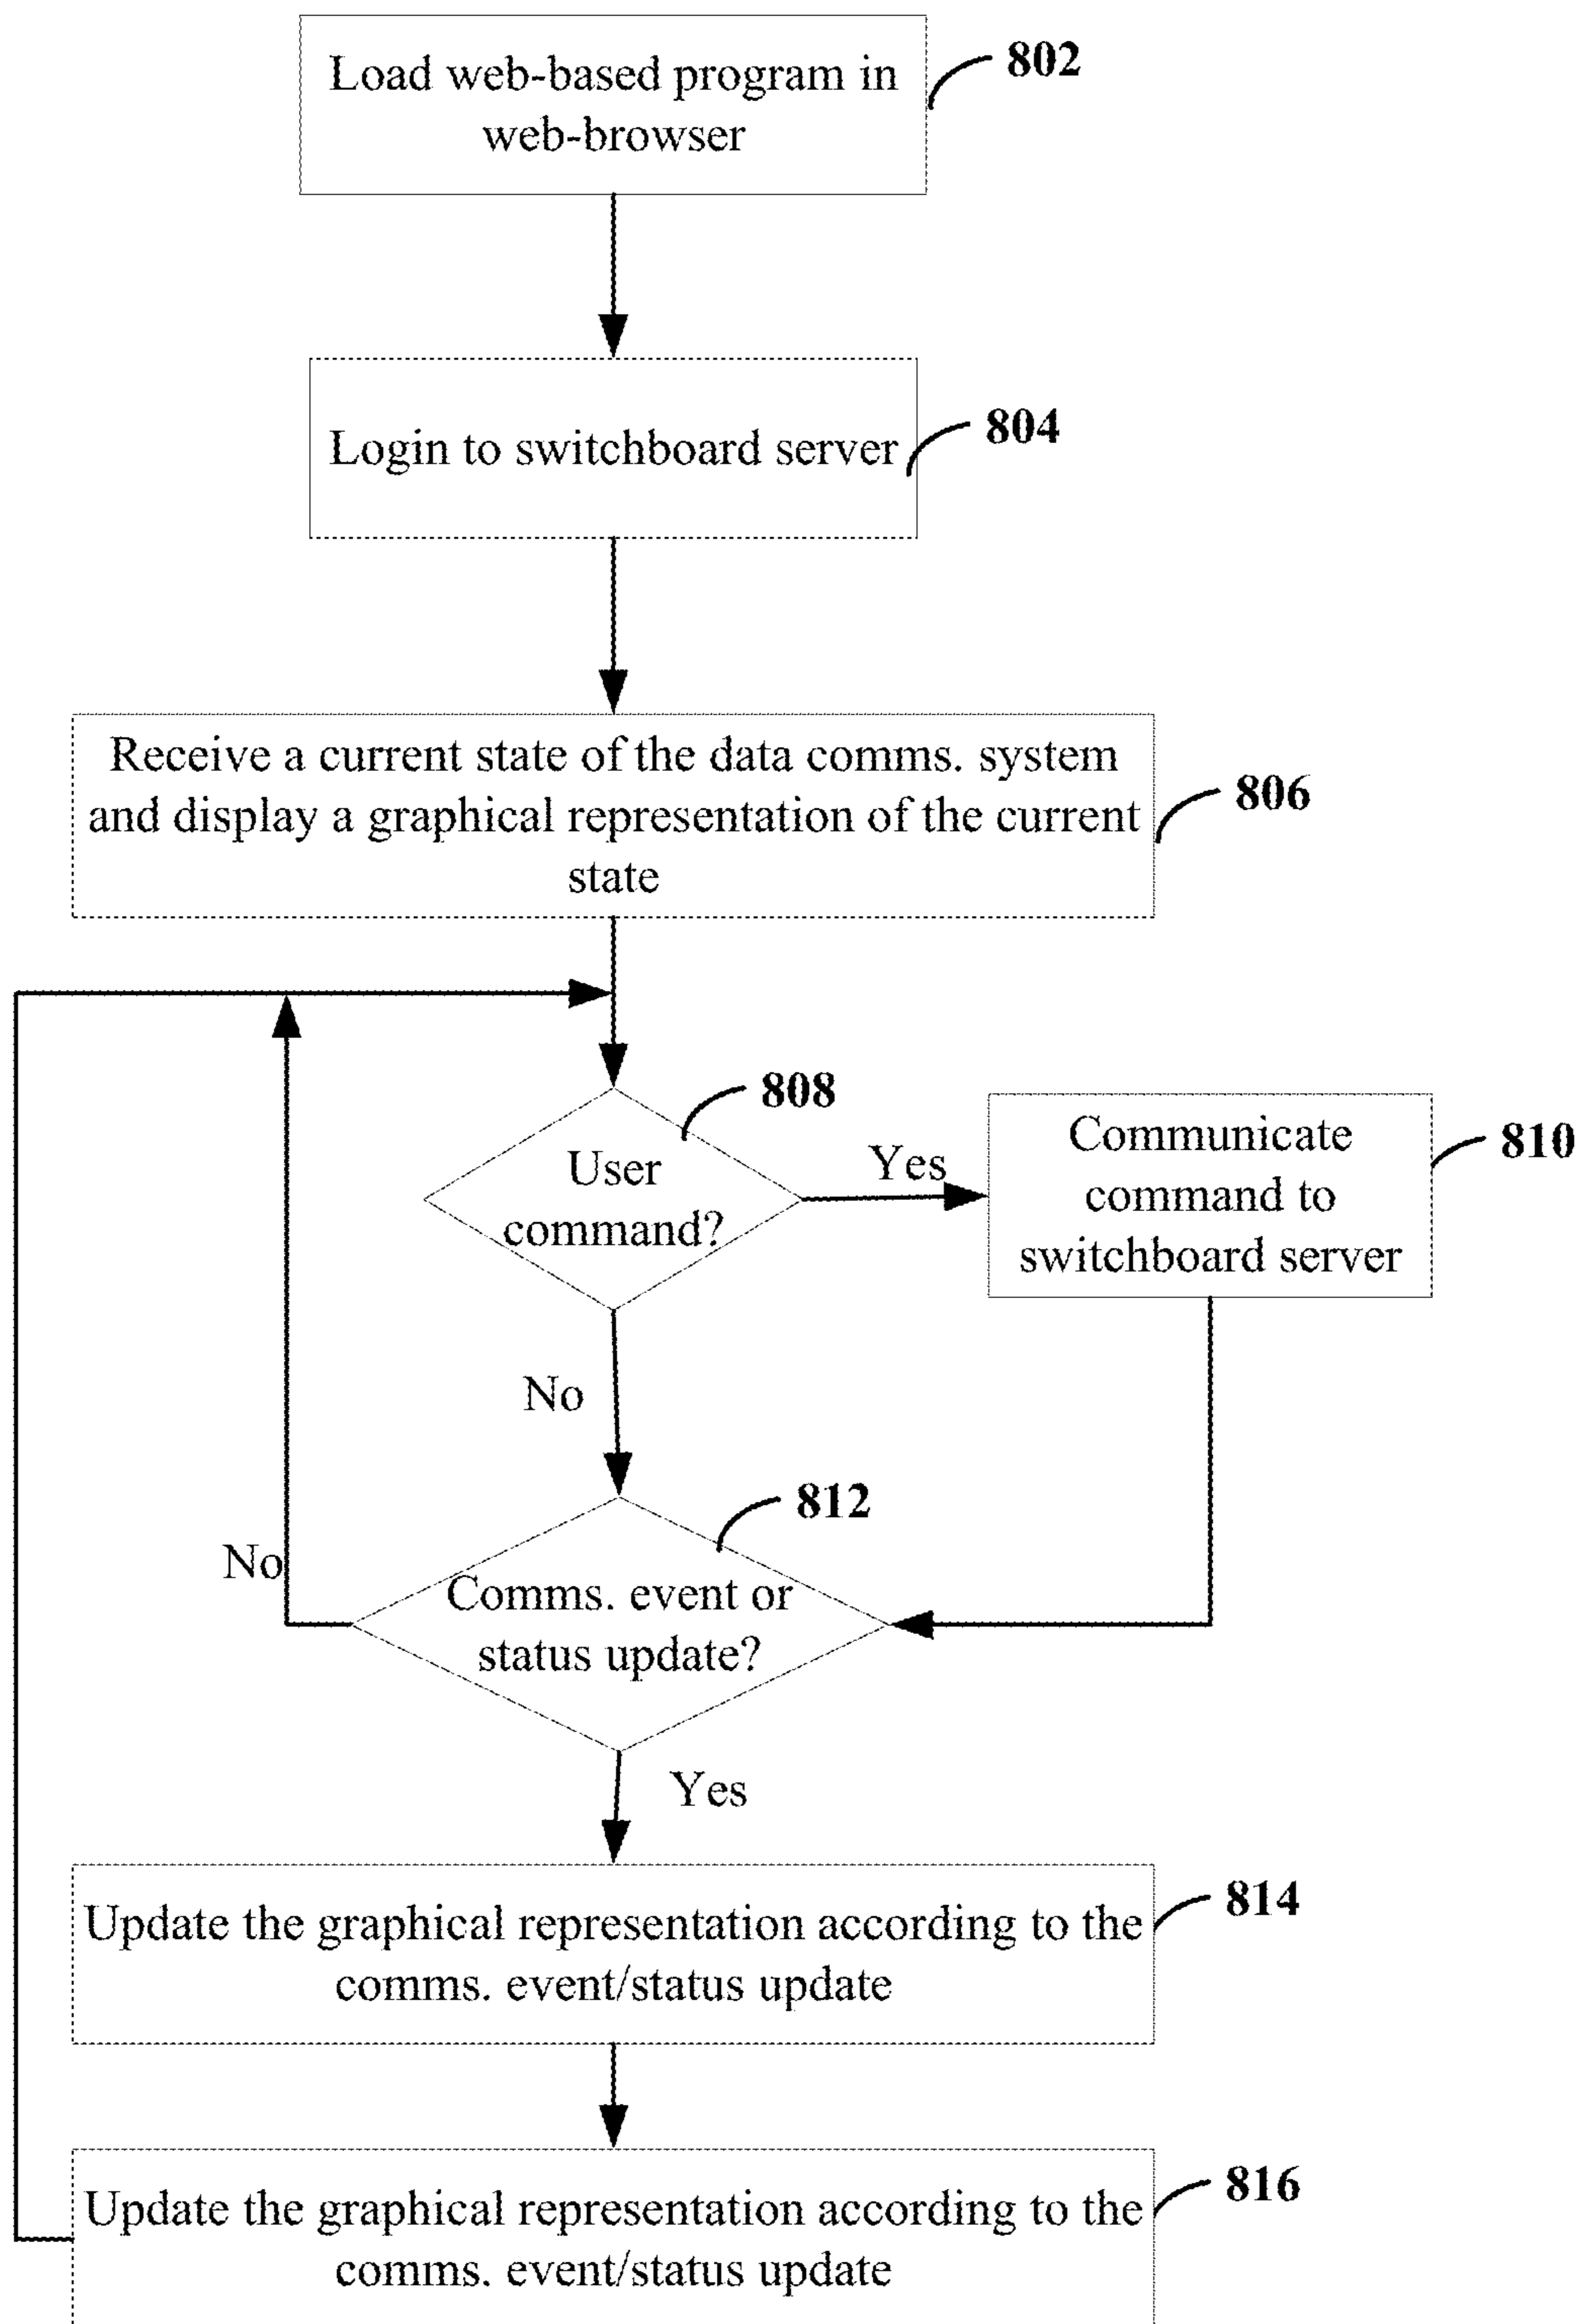 Load web-based program in
web-browser
802
Login to switchboard server
804
Receive a current state of the data comms. system
and display a graphical representation of the current
state
806
808
User
command?
Yes
Communicate
command to
switchboard server
810
No
812
No
Comms. event or
status update?
Yes
Update the graphical representation according to the
comms. event/status update
814
Update the graphical representation according to the
comms. event/status update
816